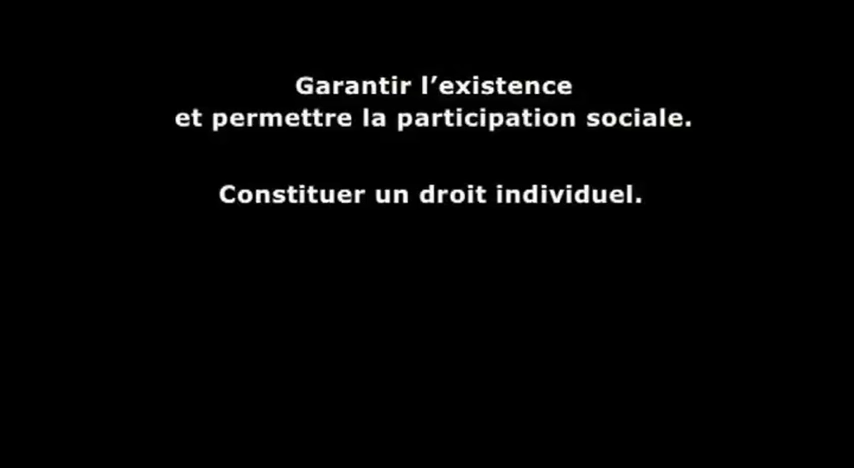 Garantir l’existence
et permettre la participation sociale.
Constituer un droit individuel.